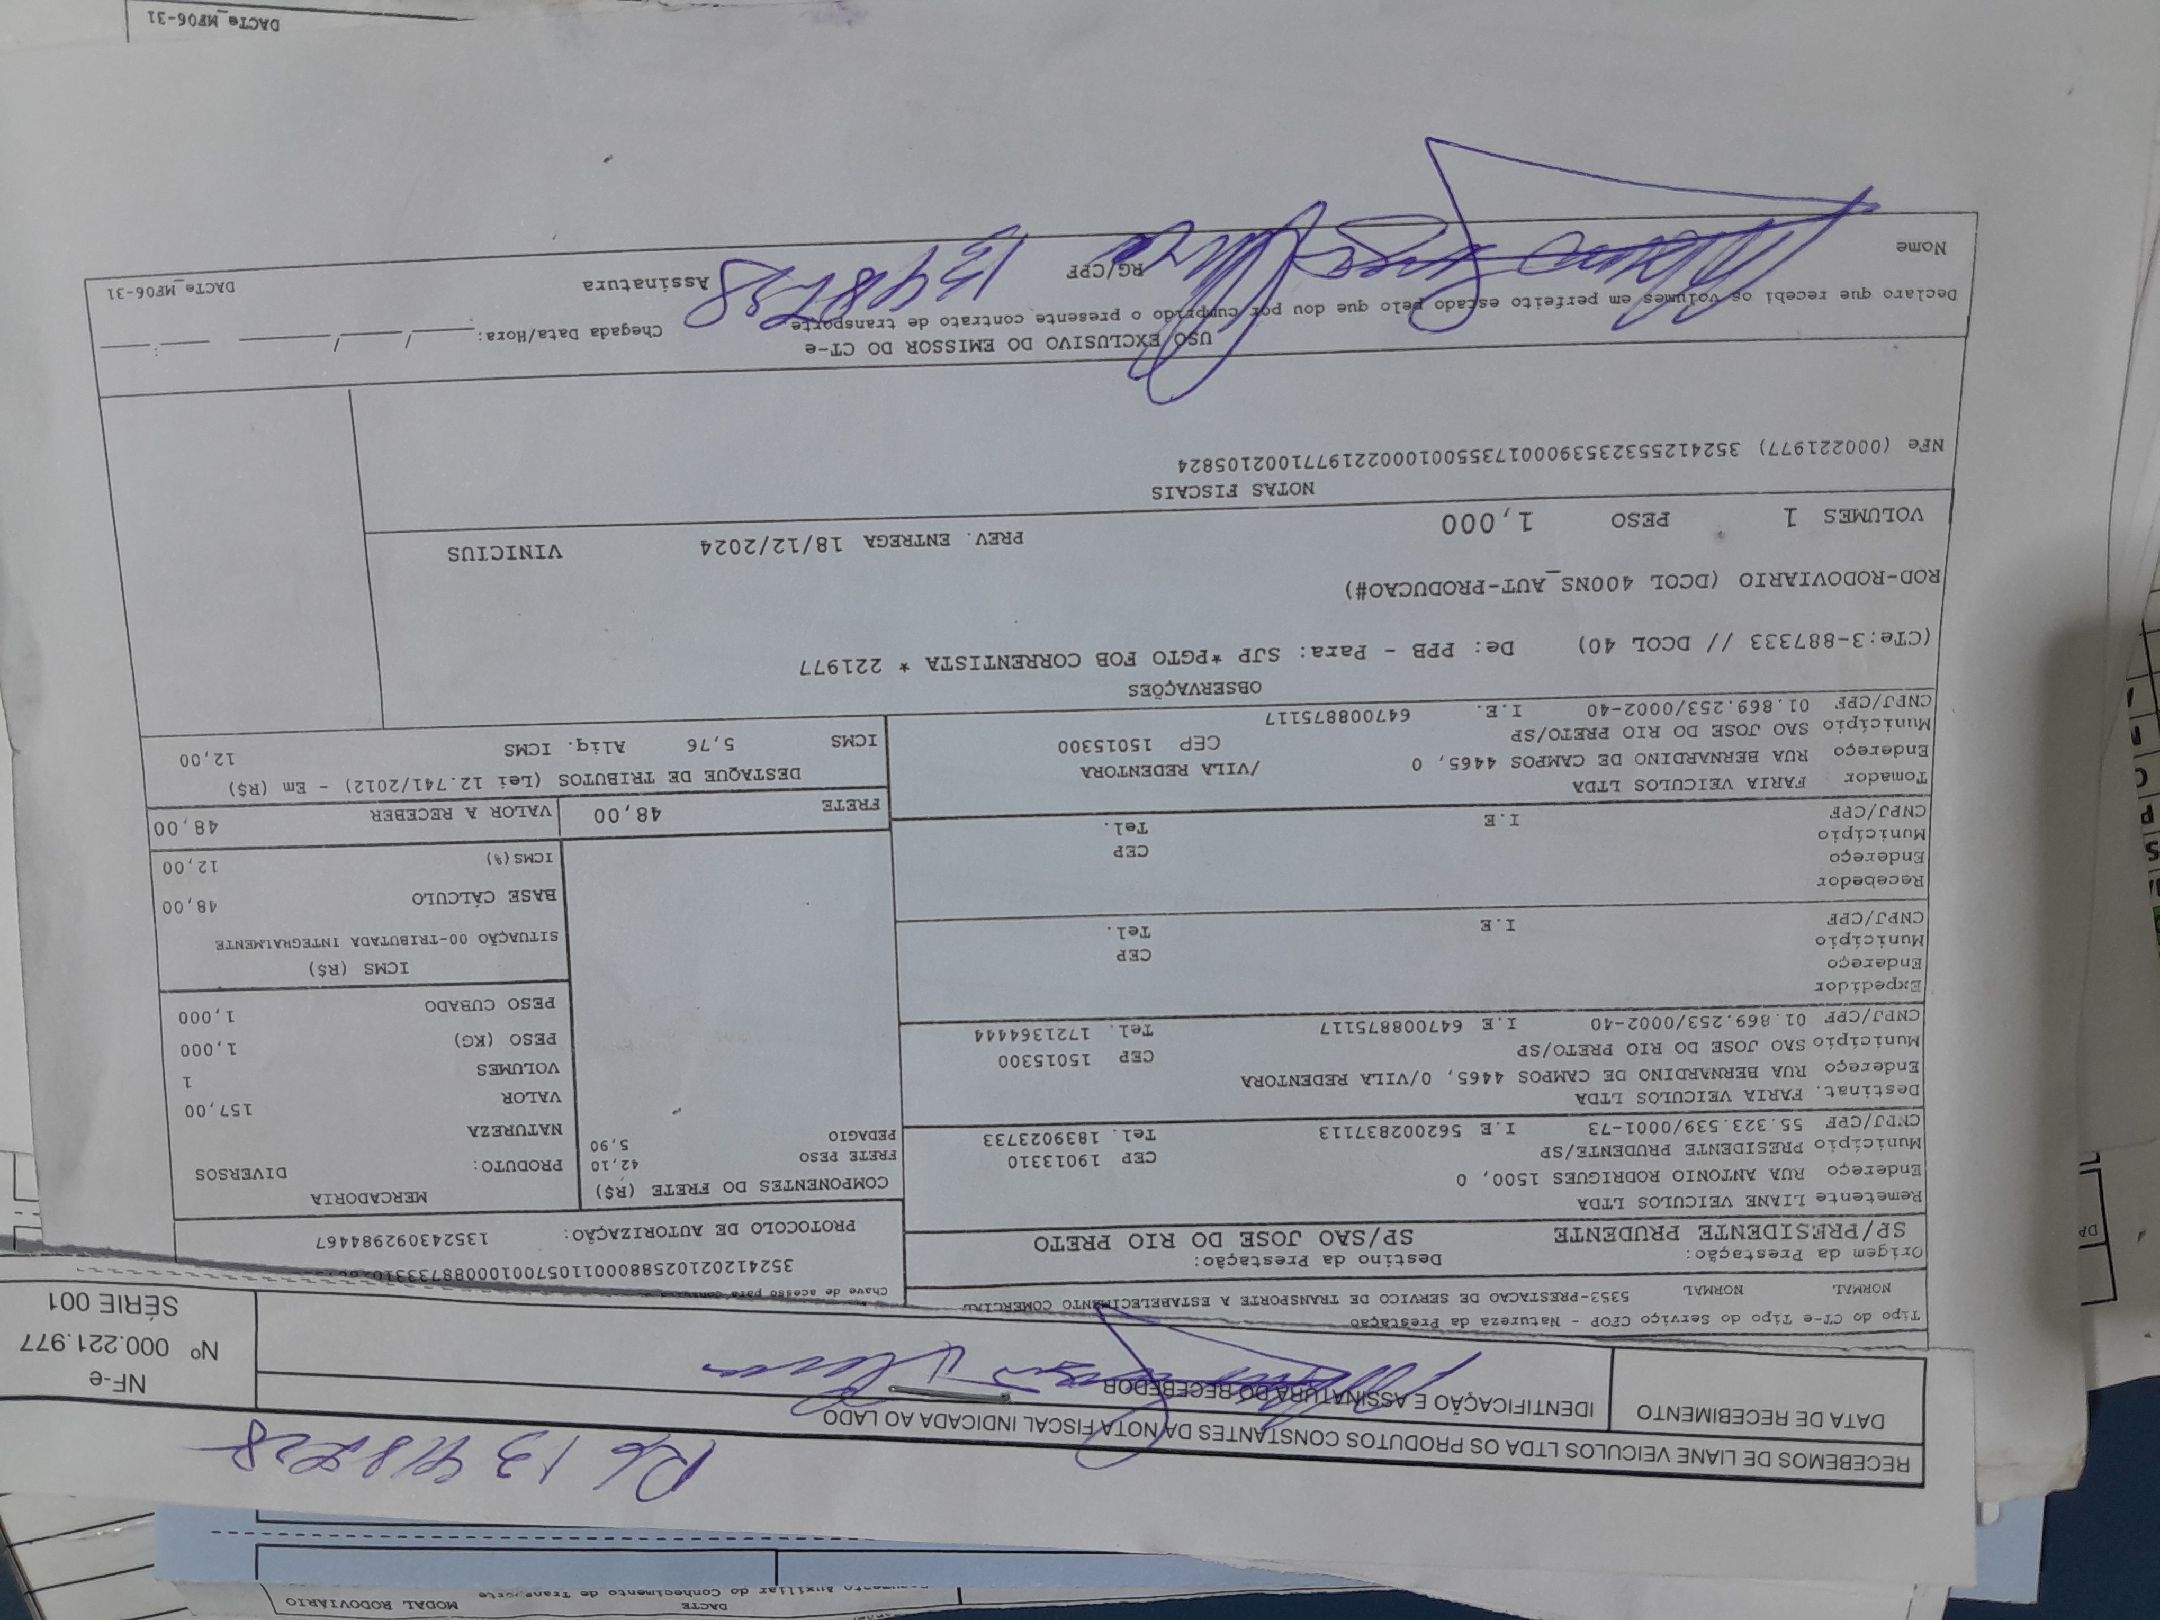 DACTE
MODAL RODOVIÁRIO
Documento Auxiliar do Conhecimento de Transporte
RG 13
RECEBEMOS DE LIANE VEICULOS LTDA OS PRODUTOS CONSTANTES DA NOTA FISCAL INDICADA AO LADO
DATA DE RECEBIMENTO
IDENTIFICAÇÃO E ASSINATURA DO RECEBEDOR
NF-e
Nº 000.221.977
SÉRIE 001
Tipo do CT-e Tipo do Serviço CFOP - Natureza da Prestação
NORMAL NORMAL 5353-PRESTACAO DE SERVICO DE TRANSPORTE A ESTABELECIMENTO COMERCIAL
Chave de acesso para
Origem da Prestação: Destino da Prestação:
SP/PRESIDENTE PRUDENTE SP/SAO JOSE DO RIO PRETO
PROTOCOLO DE AUTORIZAÇÃO: 135243092984467
Remetente LIANE VEICULOS LTDA
Endereço RUA ANTONIO RODRIGUES 1500, 0
Município PRESIDENTE PRUDENTE/SP CEP 19013310
CNPJ/CPF 55.323.539/0001-73 I.E 562002837113 Tel. 1839023733
Destinat. FARIA VEICULOS LTDA
Endereço RUA BERNARDINO DE CAMPOS 4465, 0/VILA REDENTORA
Município SAO JOSE DO RIO PRETO/SP CEP 15015300
CNPJ/CPF 01.869.253/0002-40 I.E 647008875117 Tel. 1721364444
Expedidor
Endereço
Município CEP
CNPJ/CPF I.E Tel.
Recebedor
Endereço
Município CEP
CNPJ/CPF I.E Tel.
Tomador FARIA VEICULOS LTDA
Endereço RUA BERNARDINO DE CAMPOS 4465, 0 /VILA REDENTORA
Município SAO JOSE DO RIO PRETO/SP CEP 15015300
CNPJ/CPF 01.869.253/0002-40 I.E. 647008875117
COMPONENTES DO FRETE (R$)
FRETE PESO 42,10
PEDAGIO 5,90
MERCADORIA
PRODUTO: DIVERSOS
NATUREZA
VALOR 157,00
VOLUMES 1
PESO (KG) 1,000
PESO CUBADO 1,000
ICMS (R$)
SITUAÇÃO 00-TRIBUTADA INTEGRALMENTE
BASE CÁLCULO 48,00
ICMS(%) 12,00
FRETE 48,00 VALOR A RECEBER 48,00
DESTAQUE DE TRIBUTOS (Lei 12.741/2012) - Em (R$)
ICMS 5,76 Aliq. ICMS 12,00
OBSERVAÇÕES
(CTe:3-887333 // DCOL 40) De: PPB - Para: SJP *PGTO FOB CORRENTISTA * 221977
ROD-RODOVIARIO (DCOL 400NS_AUT-PRODUCAO#)
VOLUMES 1 PESO 1,000 PREV. ENTREGA 18/12/2024 VINICIUS
NOTAS FISCAIS
NFe (000221977) 35241255323539000173550010002219771002105824
USO EXCLUSIVO DO EMISSOR DO CT-e
Declaro que recebi os volumes em perfeito estado pelo que dou por cumprido o presente contrato de transporte
Chegada Data/Hora: ___/___/___ ___:___
Nome RG/CPF Assinatura
DACTe_MF06-31
DACTe_MF06-31